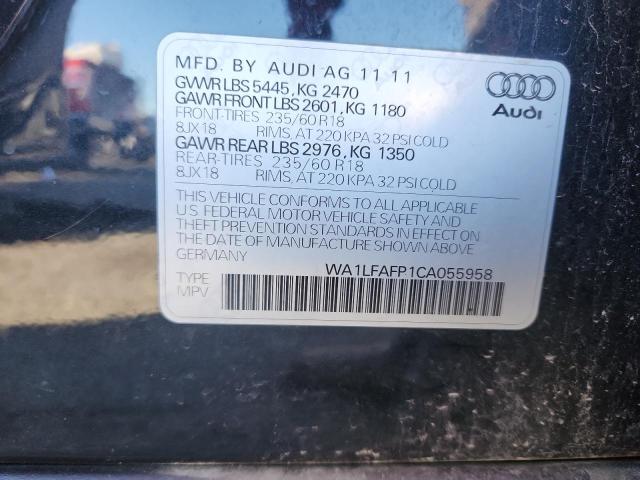 MFD. BY AUDI AG 11 11
GVWR LBS 5445, KG 2470
GAWR FRONT LBS 2601, KG 1180
FRONT-TIRES 235/60 R18
8JX18 RIMS, AT 220 KPA 32 PSI COLD
GAWR REAR LBS 2976, KG 1350
REAR-TIRES 235/60 R18
8JX18 RIMS, AT 220 KPA 32 PSI COLD
THIS VEHICLE CONFORMS TO ALL APPLICABLE
U S FEDERAL MOTOR VEHICLE SAFETY AND
THEFT PREVENTION STANDARDS IN EFFECT ON
THE DATE OF MANUFACTURE SHOWN ABOVE
GERMANY
WA1LFAFP1CA055958
TYPE
MPV
Audi